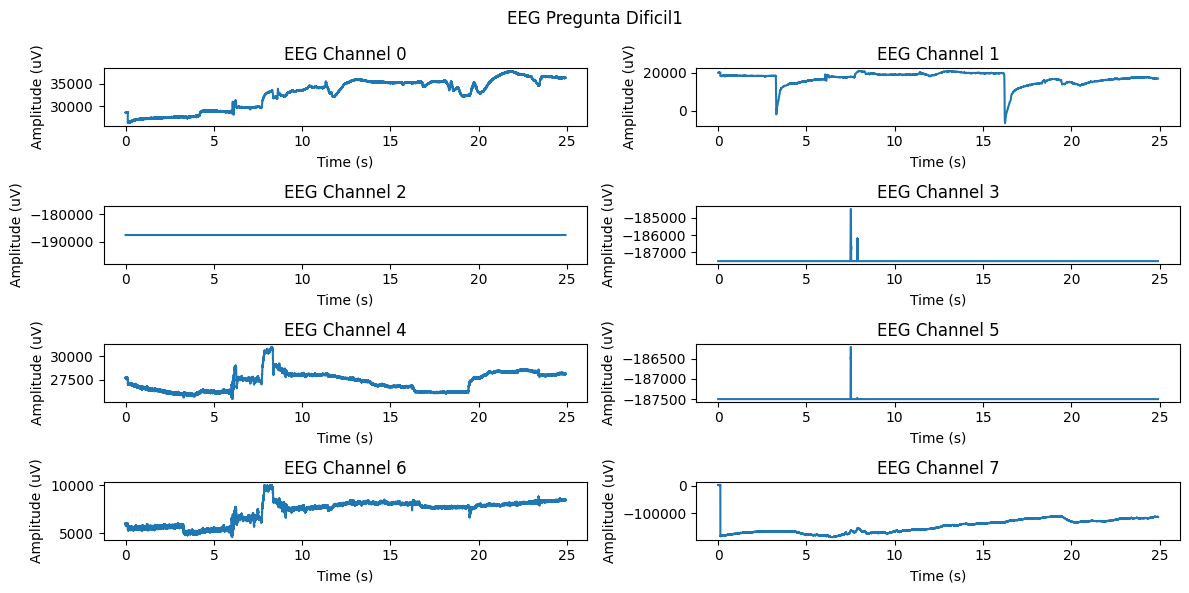 EEG Pregunta Dificil1
EEG Channel 0
Amplitude (uV)
35000
30000
0 5 10 15 20 25
Time (s)
EEG Channel 1
Amplitude (uV)
20000
0
0 5 10 15 20 25
Time (s)
EEG Channel 2
Amplitude (uV)
−180000
−190000
0 5 10 15 20 25
Time (s)
EEG Channel 3
Amplitude (uV)
−185000
−186000
−187000
0 5 10 15 20 25
Time (s)
EEG Channel 4
Amplitude (uV)
30000
27500
0 5 10 15 20 25
Time (s)
EEG Channel 5
Amplitude (uV)
−186500
−187000
−187500
0 5 10 15 20 25
Time (s)
EEG Channel 6
Amplitude (uV)
10000
5000
0 5 10 15 20 25
Time (s)
EEG Channel 7
Amplitude (uV)
0
−100000
0 5 10 15 20 25
Time (s)